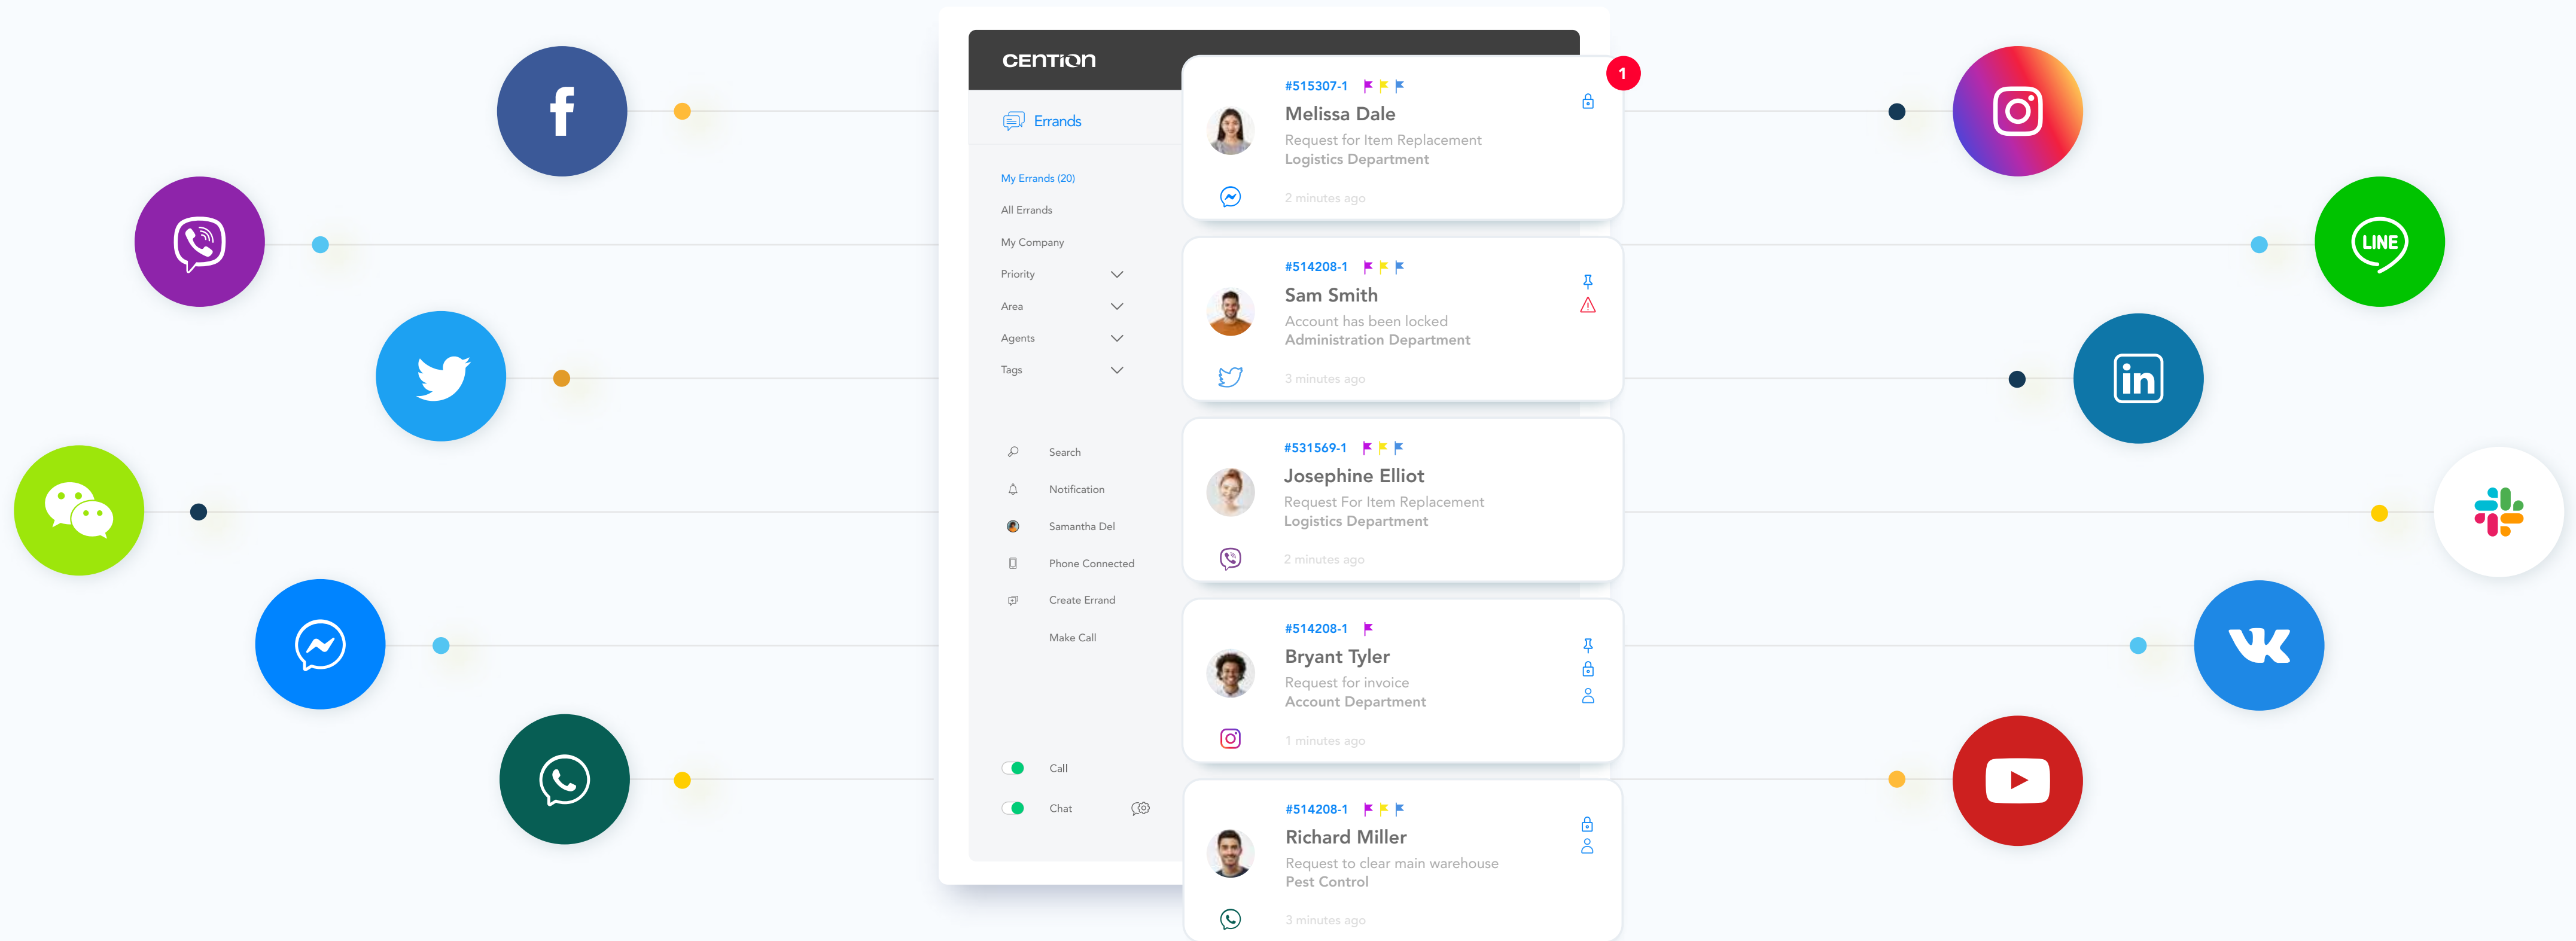 CENTION
Errands
My Errands (20)
All Errands
My Company
Priority
Area
Agents
Tags
Search
Notification
Samantha Del
Phone Connected
Create Errand
Make Call
Call
Chat
1
#515307-1
Melissa Dale
Request for Item Replacement
Logistics Department
2 minutes ago
#514208-1
Sam Smith
Account has been locked
Administration Department
3 minutes ago
#531569-1
Josephine Elliot
Request For Item Replacement
Logistics Department
2 minutes ago
#514208-1
Bryant Tyler
Request for invoice
Account Department
1 minutes ago
#514208-1
Richard Miller
Request to clear main warehouse
Pest Control
3 minutes ago
f
LINE
in